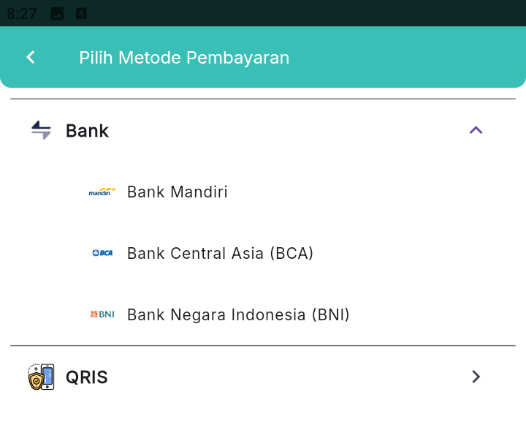 8:27
Pilih Metode Pembayaran
Bank
mandiri Bank Mandiri
BCA Bank Central Asia (BCA)
BNI Bank Negara Indonesia (BNI)
QRIS